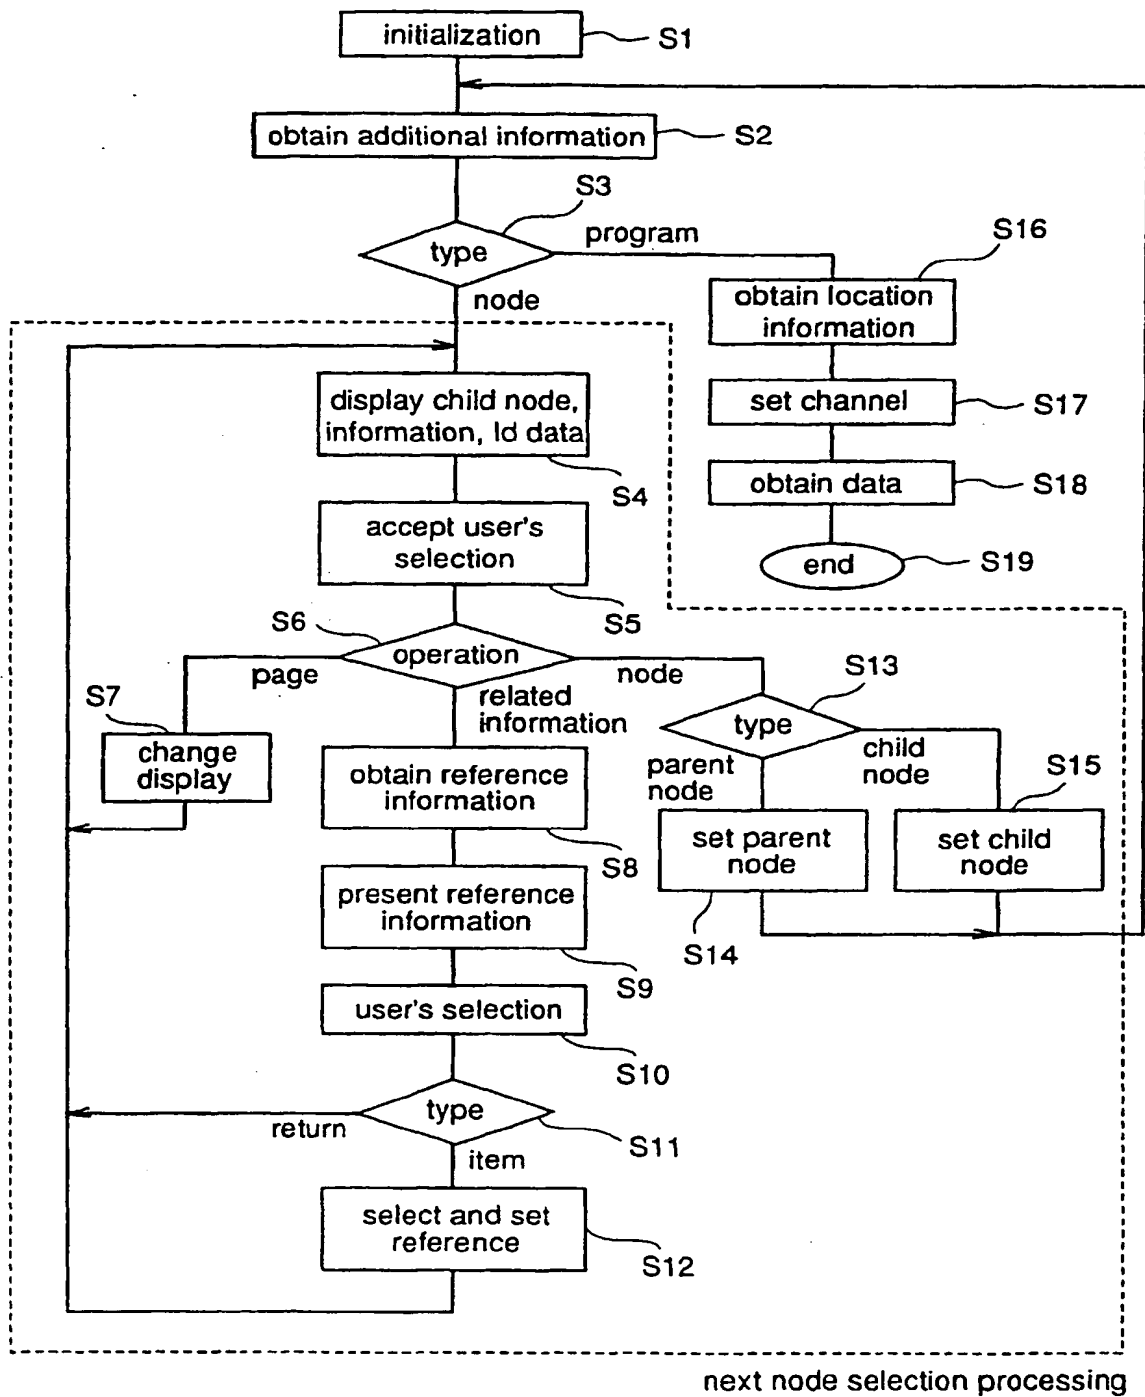 initialization
S1
obtain additional information
S2
S3
type
program
node
S16
obtain location
information
set channel
S17
obtain data
S18
end
S19
display child node,
information, Id data
S4
accept user's
selection
S5
S6
operation
page
related
information
node
S7
change
display
obtain reference
information
S8
present reference
information
S9
user's selection
S10
type
return
item
S11
select and set
reference
S12
S13
type
parent
node
child
node
S15
set parent
node
S14
set child
node
next node selection processing